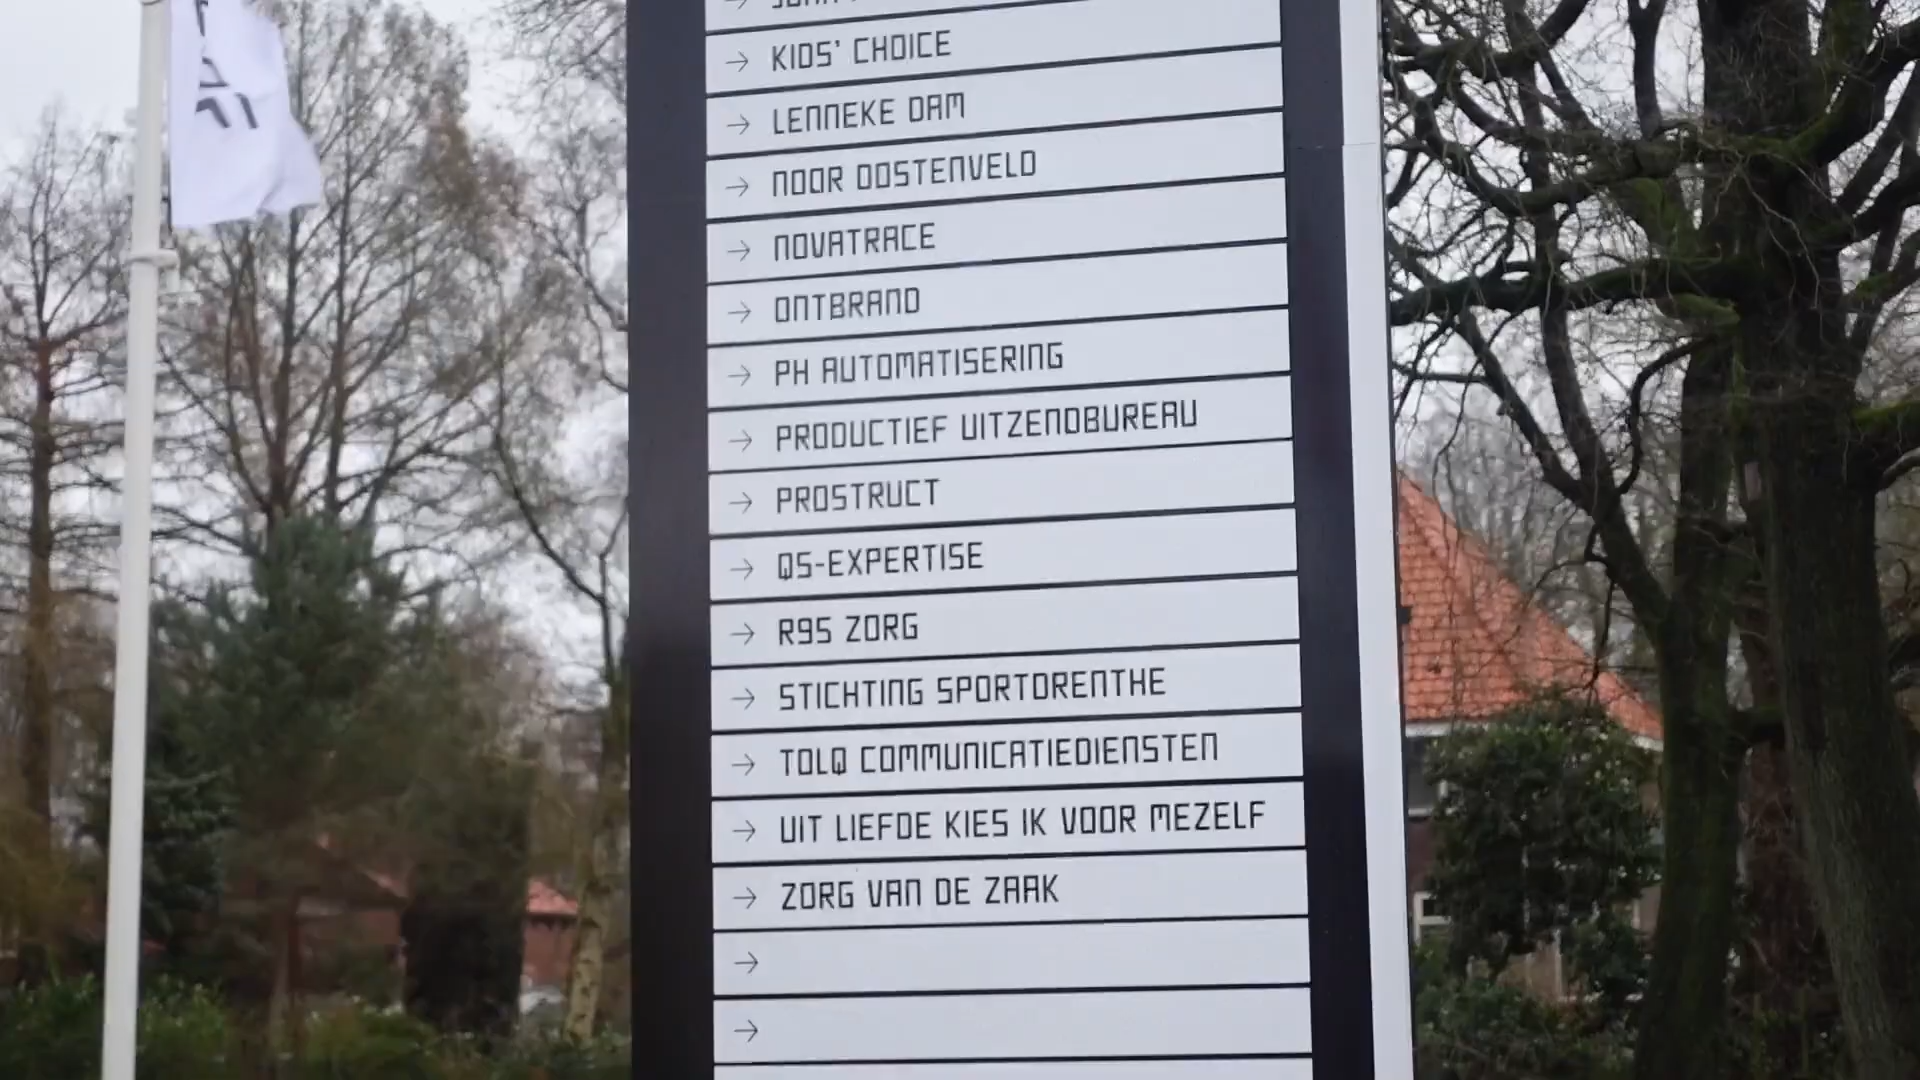 → KIDS' CHOICE
→ LENNEKE DAM
→ NOOR OOSTENVELD
→ NOVATRACE
→ ONTBRAND
→ PH AUTOMATISERING
→ PRODUCTIEF UITZENDBUREAU
→ PROSTRUCT
→ QS-EXPERTISE
→ R95 ZORG
→ STICHTING SPORTDRENTHE
→ TOLQ COMMUNICATIEDIENSTEN
→ UIT LIEFDE KIES IK VOOR MEZELF
→ ZORG VAN DE ZAAK
→
→